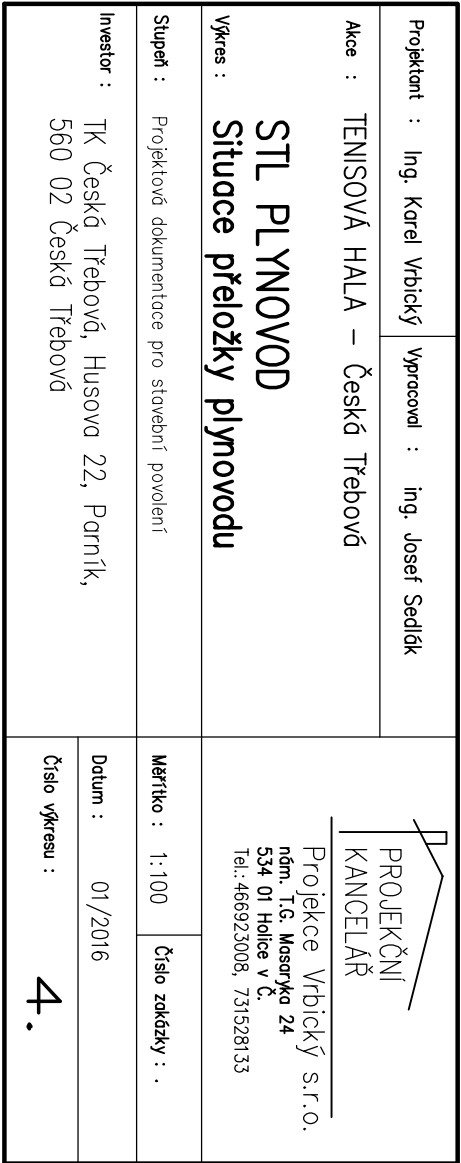 Projektant : Ing. Karel Vrbický
Vypracoval : ing. Josef Sedlák
Akce : TENISOVÁ HALA – Česká Třebová
Výkres : STL PLYNOVOD
Situace přeložky plynovodu
Stupeň : Projektová dokumentace pro stavební povolení
Investor : TK Česká Třebová, Husova 22, Parník,
560 02 Česká Třebová
PROJEKČNÍ
KANCELÁŘ
Projekce Vrbický s.r.o.
nám. T.G. Masaryka 24
534 01 Holice v Č.
Tel.: 466923008, 731528133
Měřítko : 1:100
Číslo zakázky : .
Datum : 01/2016
Číslo výkresu : 4.